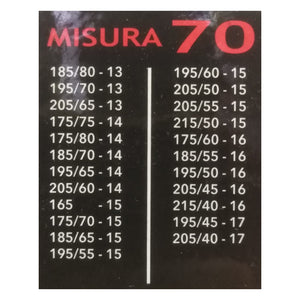 MISURA 70
185/80 - 13
195/70 - 13
205/65 - 13
175/75 - 14
175/80 - 14
185/70 - 14
195/65 - 14
205/60 - 14
165 - 15
175/70 - 15
185/65 - 15
195/55 - 15
195/60 - 15
205/50 - 15
205/55 - 15
215/50 - 15
175/60 - 16
185/55 - 16
195/50 - 16
205/45 - 16
215/40 - 16
195/45 - 17
205/40 - 17